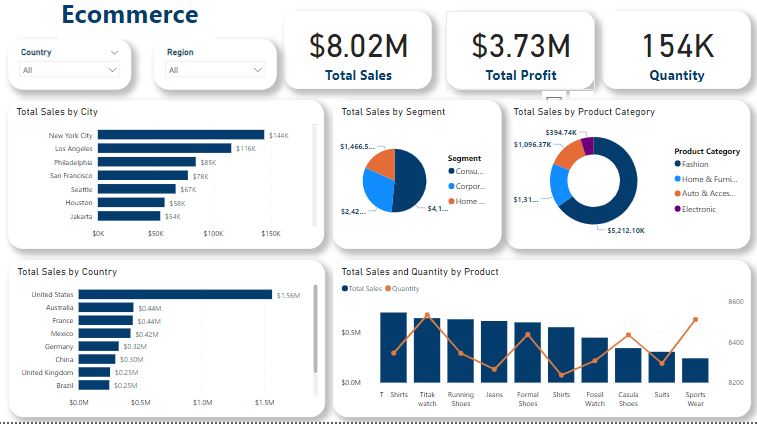 Ecommerce
Country
All
Region
All
$8.02M
Total Sales
$3.73M
Total Profit
154K
Quantity
Total Sales by City
New York City $144K
Los Angeles $116K
Philadelphia $85K
San Francisco $78K
Seattle $67K
Houston $58K
Jakarta $54K
$0K $50K $100K $150K
Total Sales by Segment
$1,466.5...
$2,42...
$4,1...
Segment
Consu...
Corpor...
Home ...
Total Sales by Product Category
$394.74K
$1,096.37K
$1,31...
$5,212.10K
Product Category
Fashion
Home & Furni...
Auto & Acces...
Electronic
Total Sales by Country
United States $1.56M
Australia $0.44M
France $0.44M
Mexico $0.42M
Germany $0.32M
China $0.30M
United Kingdom $0.25M
Brazil $0.25M
$0.0M $0.5M $1.0M $1.5M
Total Sales and Quantity by Product
Total Sales Quantity
$0.5M
$0.0M
8600
8400
8200
T - Shirts
Titak watch
Running Shoes
Jeans
Formal Shoes
Shirts
Fossil Watch
Casula Shoes
Suits
Sports Wear